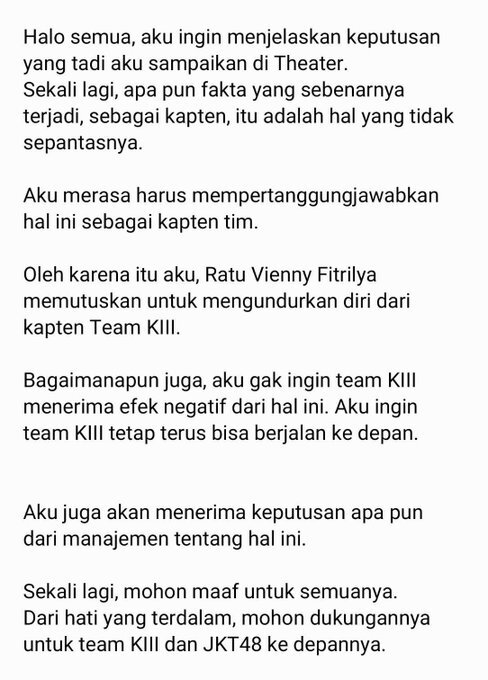 Halo semua, aku ingin menjelaskan keputusan
yang tadi aku sampaikan di Theater.
Sekali lagi, apa pun fakta yang sebenarnya
terjadi, sebagai kapten, itu adalah hal yang tidak
sepantasnya.
Aku merasa harus mempertanggungjawabkan
hal ini sebagai kapten tim.
Oleh karena itu aku, Ratu Vienny Fitrilya
memutuskan untuk mengundurkan diri dari
kapten Team KIII.
Bagaimanapun juga, aku gak ingin team KIII
menerima efek negatif dari hal ini. Aku ingin
team KIII tetap terus bisa berjalan ke depan.
Aku juga akan menerima keputusan apa pun
dari manajemen tentang hal ini.
Sekali lagi, mohon maaf untuk semuanya.
Dari hati yang terdalam, mohon dukungannya
untuk team KIII dan JKT48 ke depannya.